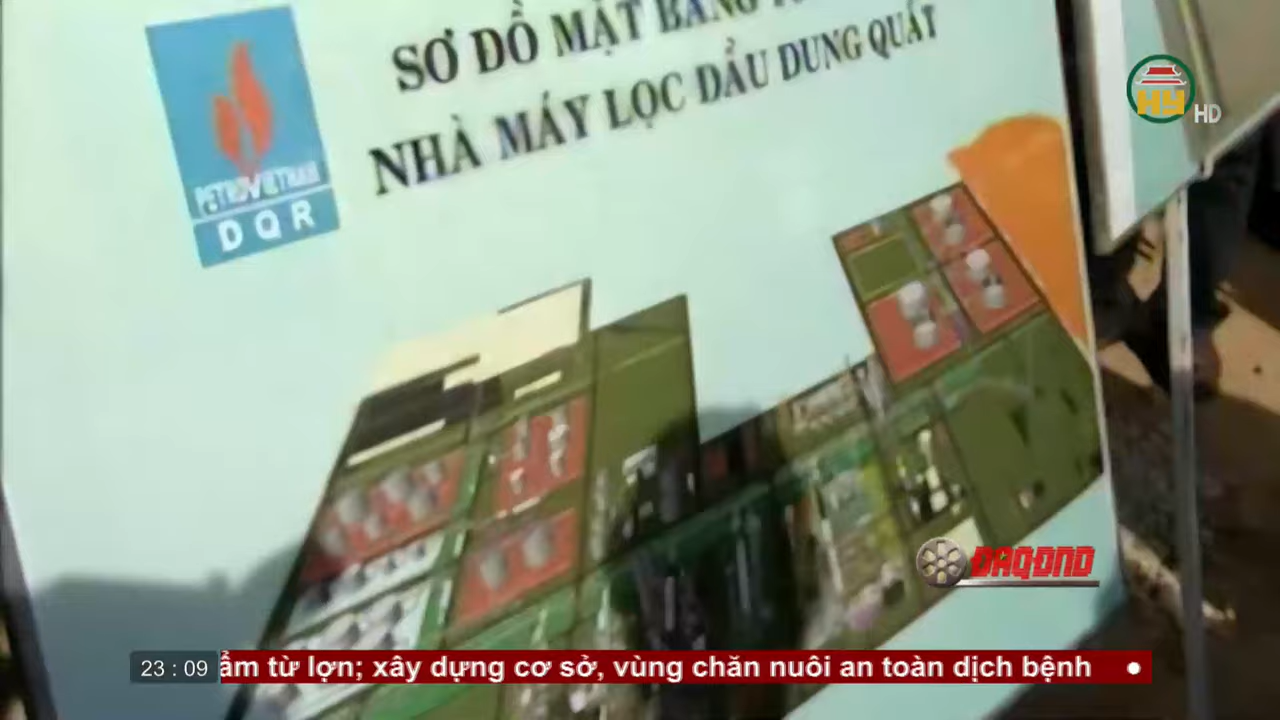 SƠ ĐỒ MẶT BẰNG
NHÀ MÁY LỌC DẦU DUNG QUẤT
PETROVIETNAM
DQR
HY HD
DAQDND
23 : 09
ẩm từ lợn; xây dựng cơ sở, vùng chăn nuôi an toàn dịch bệnh